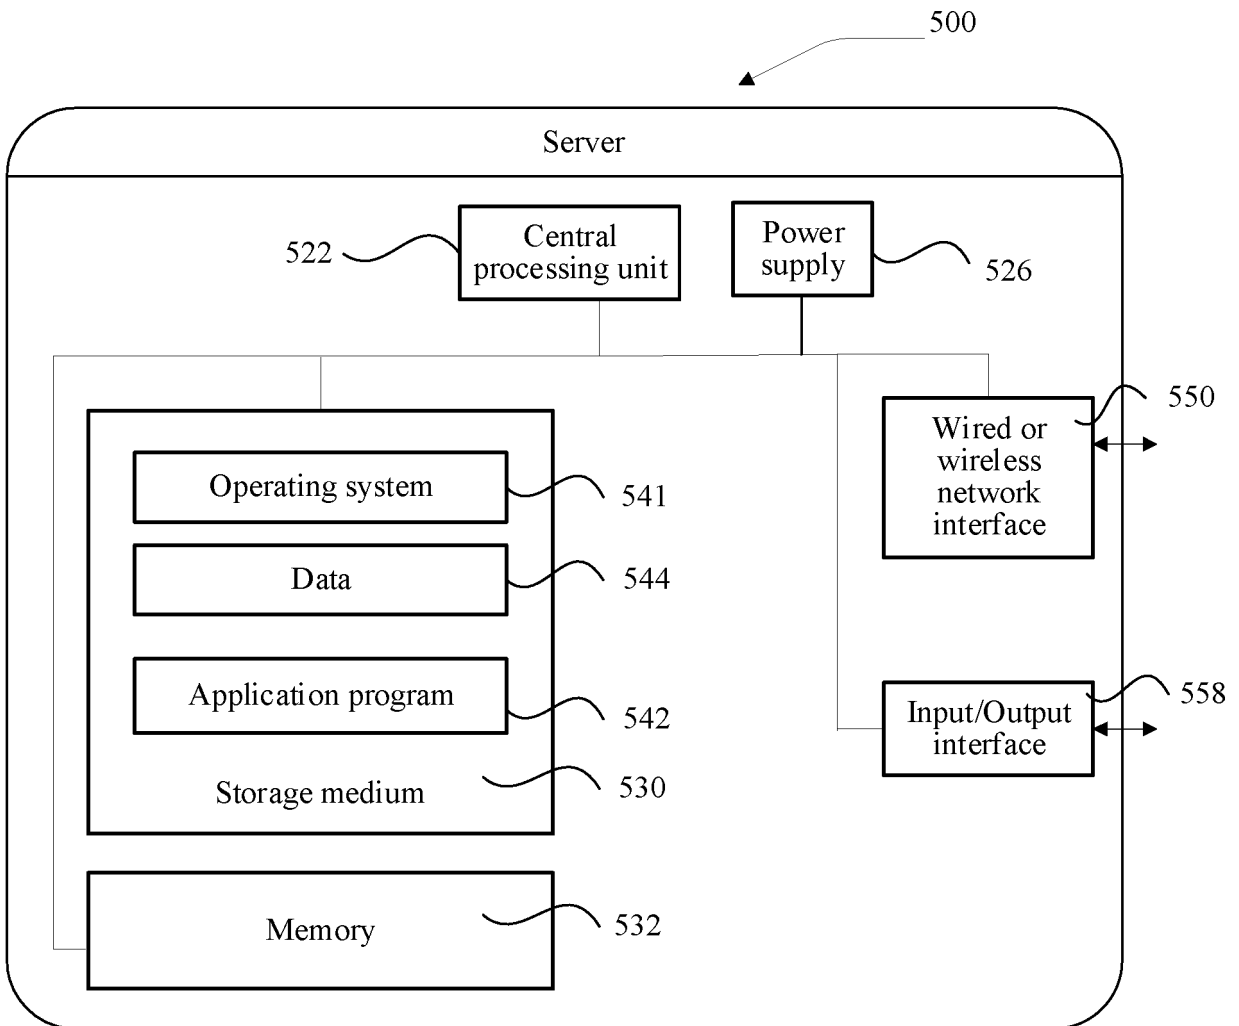 500
Server
Central
processing unit
522
Power
supply
526
550
Wired or
wireless
network
interface
Operating system
541
Data
544
Application program
542
Storage medium
530
558
Input/Output
interface
Memory
532